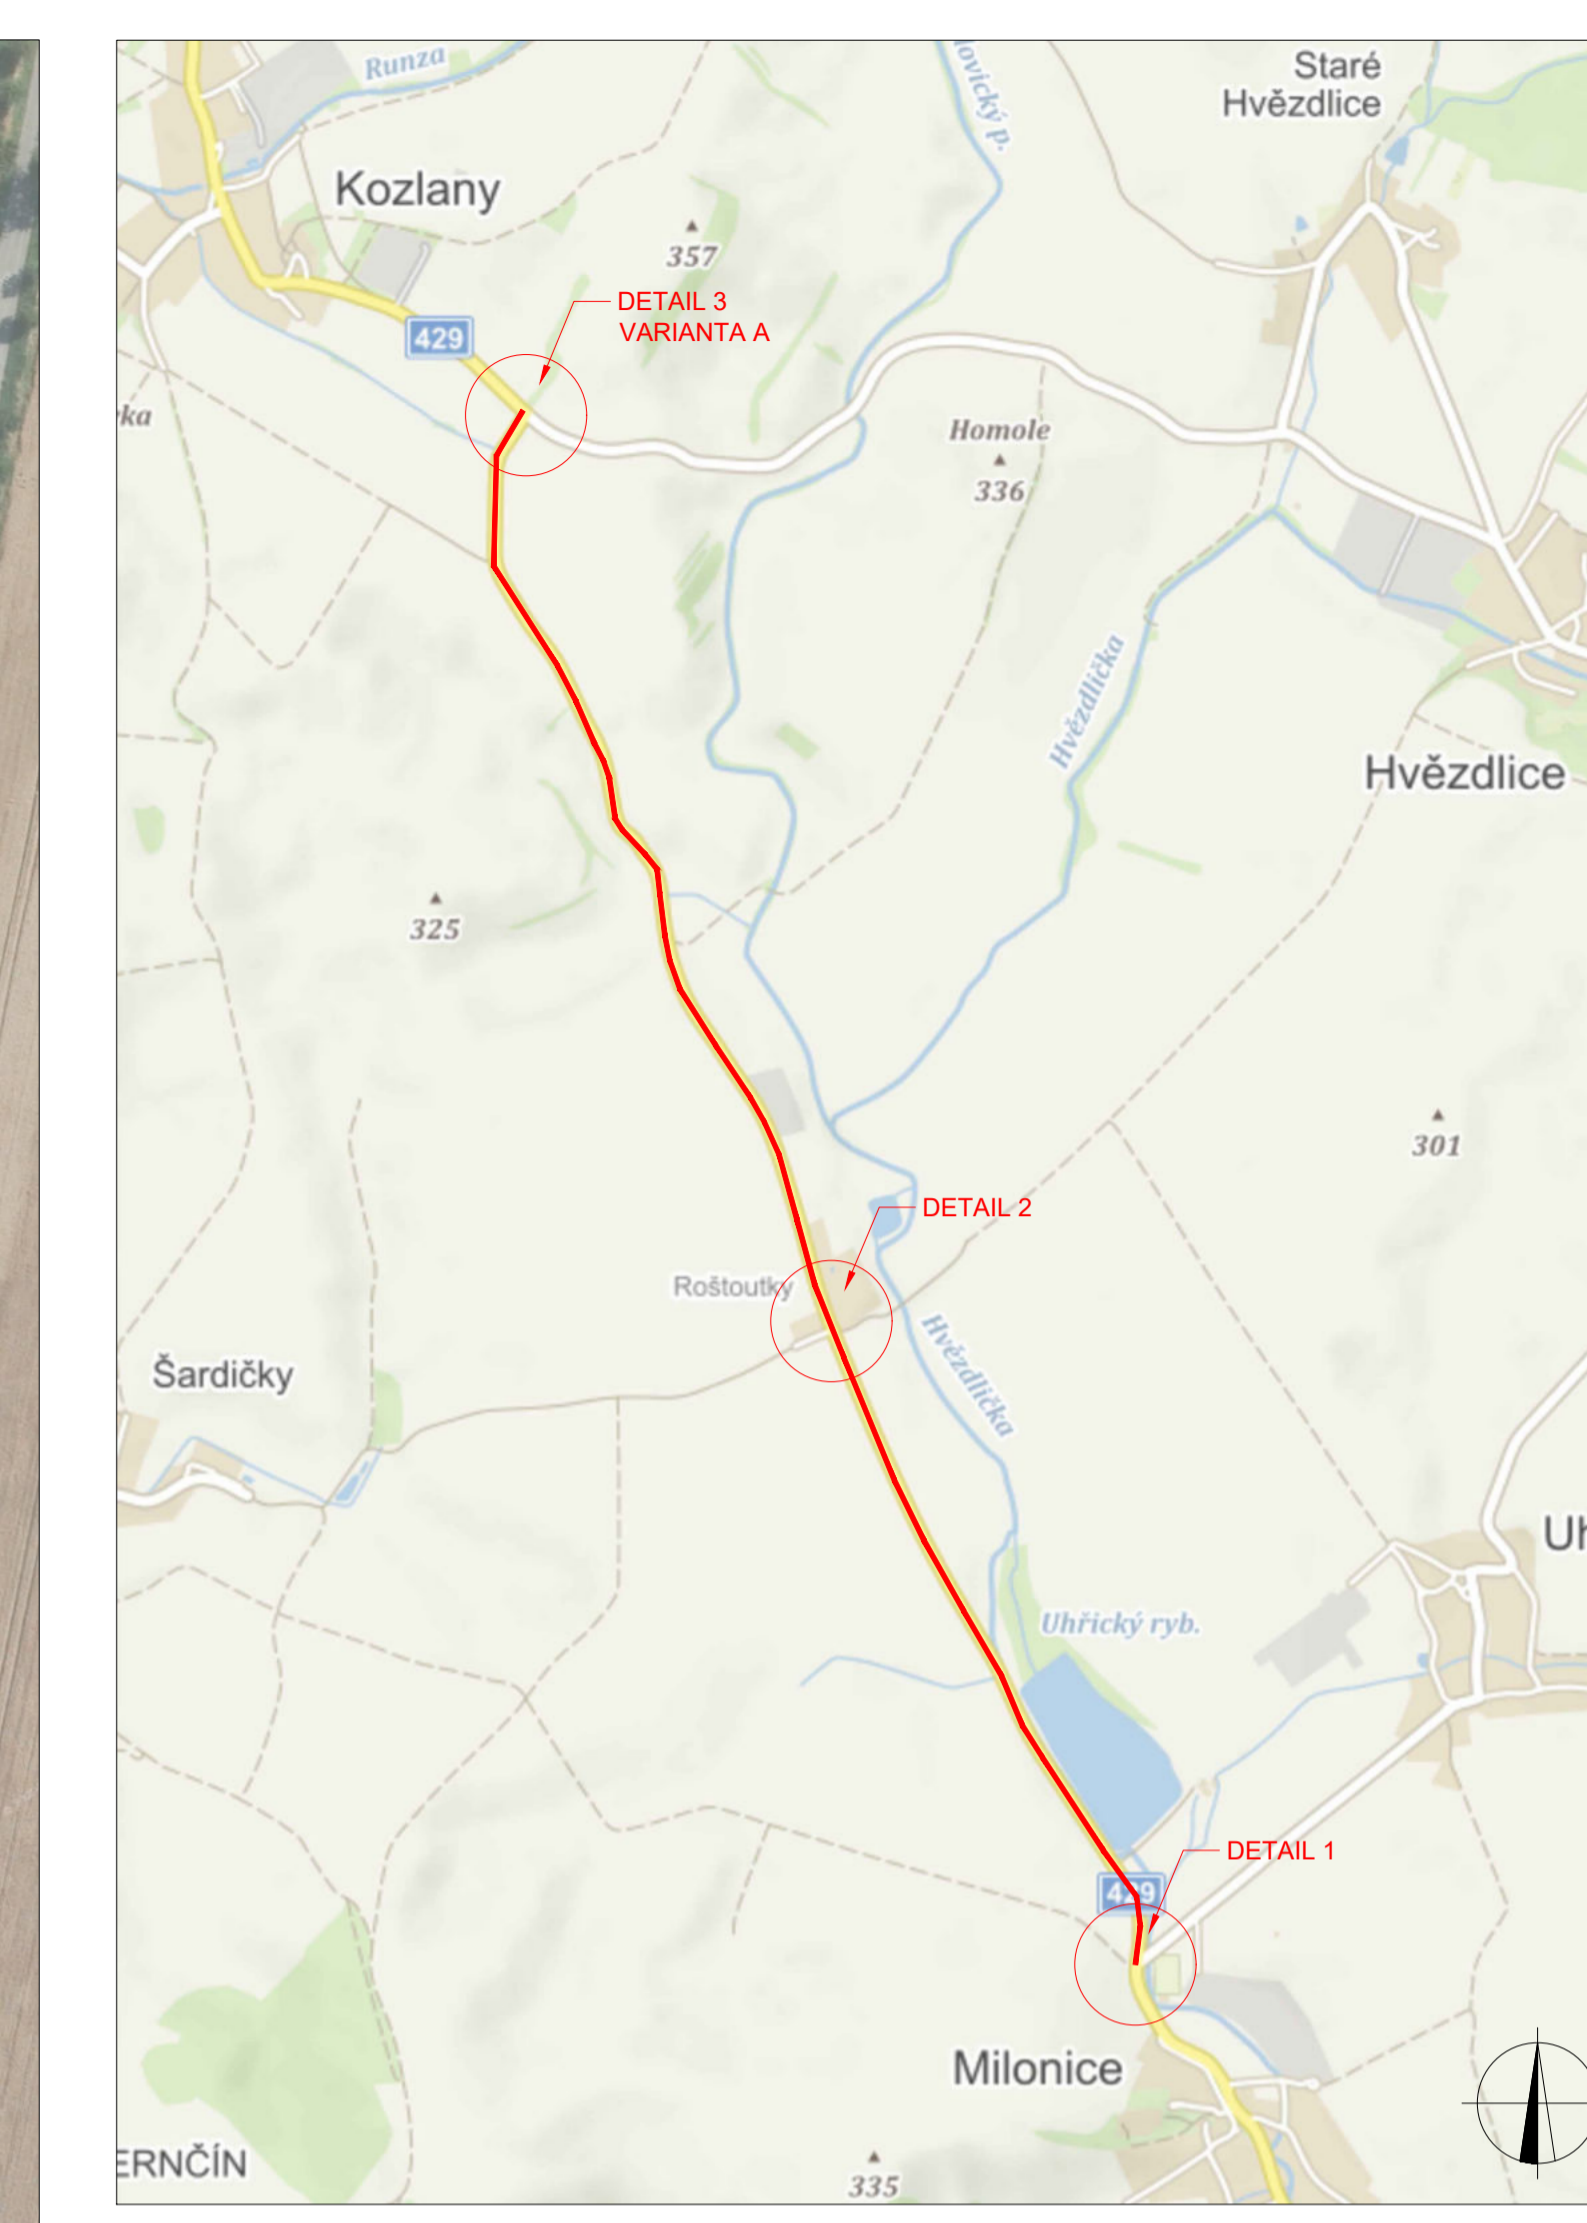 Runza
Staré
Hvězdlice
Kozlany
357
DETAIL 3
VARIANTA A
429
Homole
336
Hvězdlička
Hvězdlice
325
301
DETAIL 2
Roštoutky
Hvězdlička
Šardičky
Uhřický ryb.
DETAIL 1
429
Milonice
ERNČÍN
335